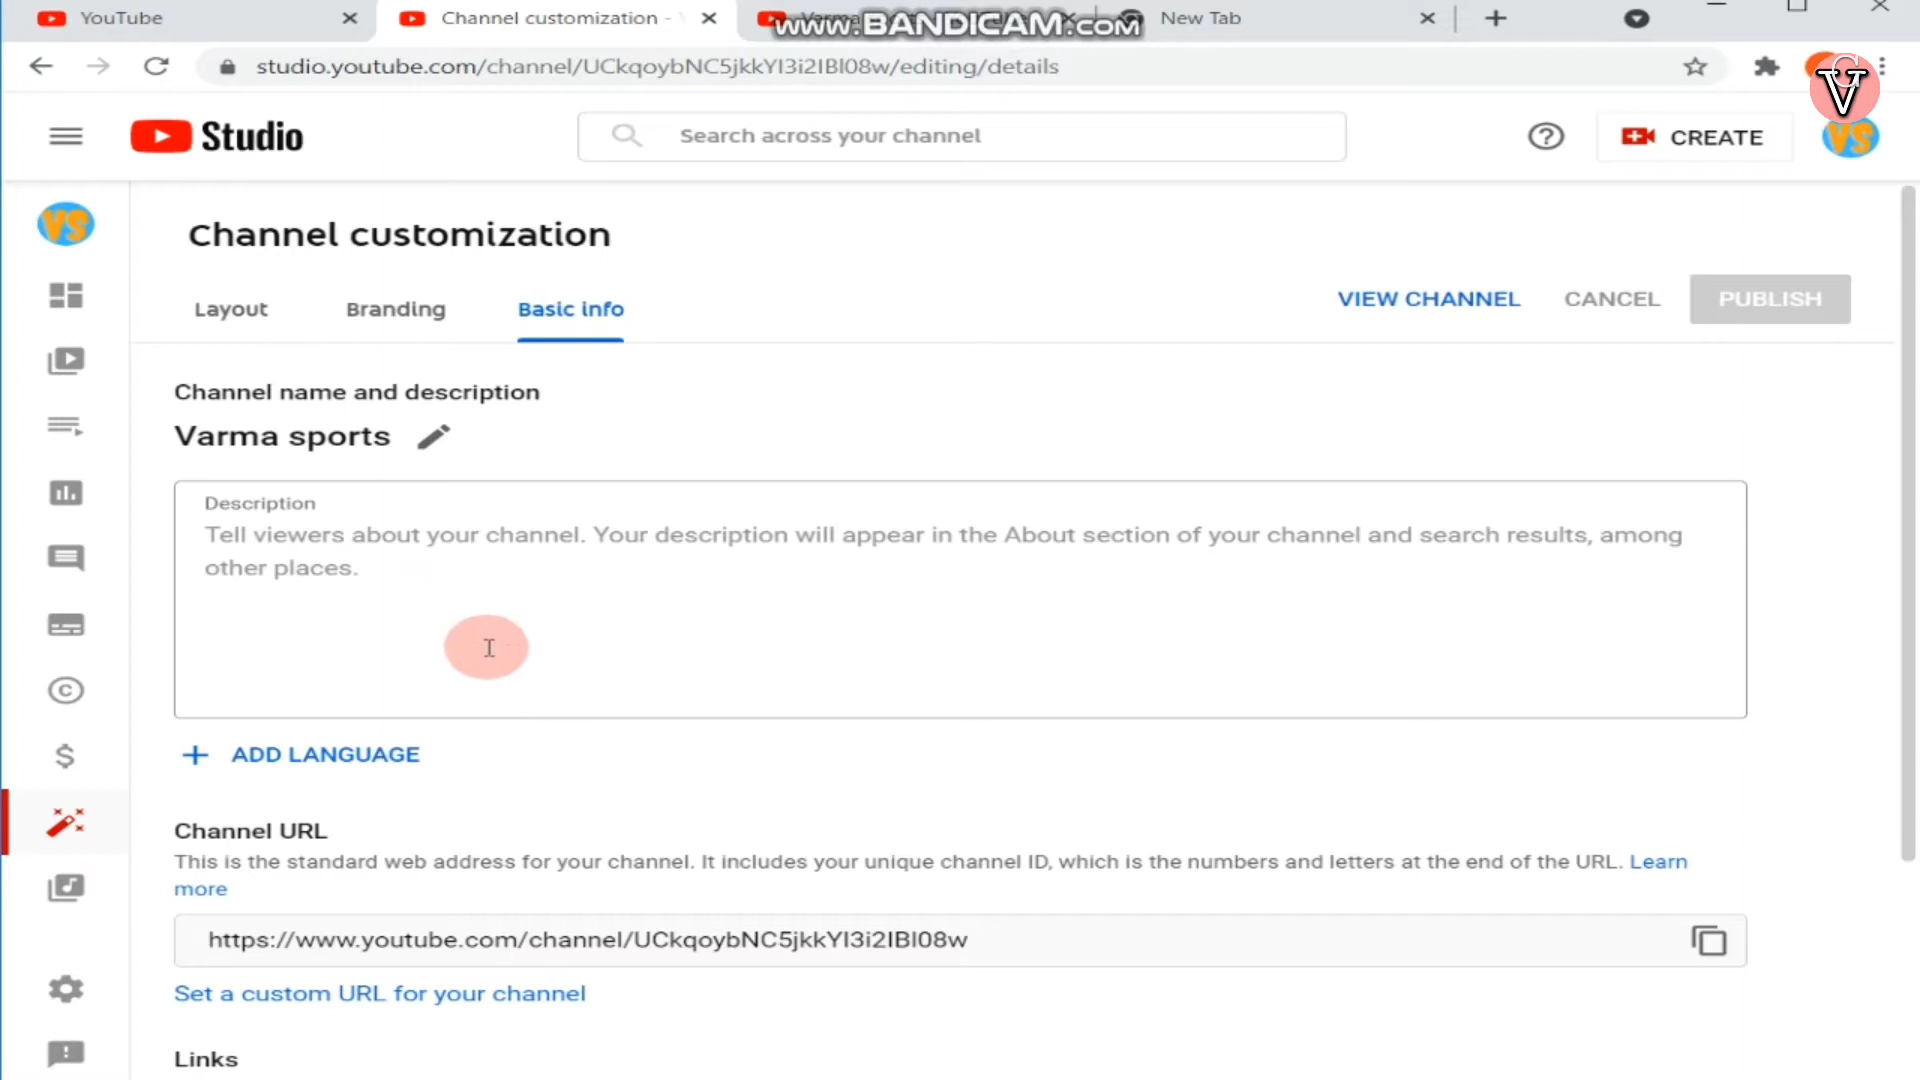 YouTube
Channel customization -
www.BANDICAM.com
New Tab
studio.youtube.com/channel/UCkqoybNC5jkkYI3i2IBl08w/editing/details
Studio
Search across your channel
CREATE
VS
VS
Channel customization
Layout
Branding
Basic info
VIEW CHANNEL
CANCEL
PUBLISH
Channel name and description
Varma sports
Description
Tell viewers about your channel. Your description will appear in the About section of your channel and search results, among
other places.
+ ADD LANGUAGE
Channel URL
This is the standard web address for your channel. It includes your unique channel ID, which is the numbers and letters at the end of the URL. Learn
more
https://www.youtube.com/channel/UCkqoybNC5jkkYI3i2IBl08w
Set a custom URL for your channel
Links